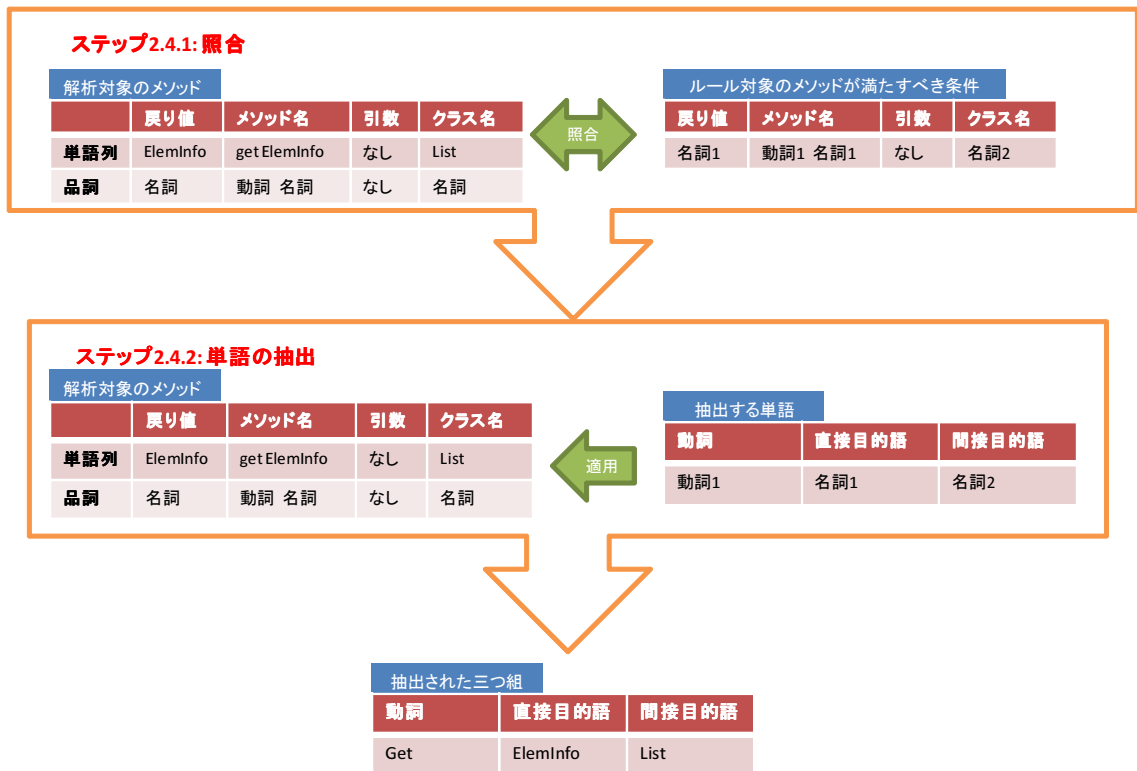 ステップ2.4.1: 照合
解析対象のメソッド
戻り値 メソッド名 引数 クラス名
単語列 ElemInfo getElemInfo なし List
品詞 名詞 動詞 名詞 なし 名詞
照合
ルール対象のメソッドが満たすべき条件
戻り値 メソッド名 引数 クラス名
名詞1 動詞1 名詞1 なし 名詞2
ステップ2.4.2: 単語の抽出
解析対象のメソッド
戻り値 メソッド名 引数 クラス名
単語列 ElemInfo getElemInfo なし List
品詞 名詞 動詞 名詞 なし 名詞
適用
抽出する単語
動詞 直接目的語 間接目的語
動詞1 名詞1 名詞2
抽出された三つ組
動詞 直接目的語 間接目的語
Get ElemInfo List